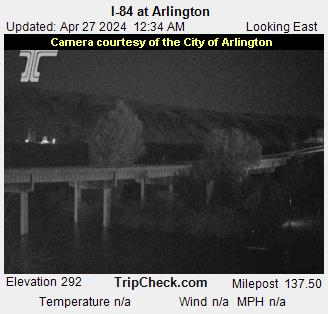 I-84 at Arlington
Updated: Apr 27 2024 12:34 AM Looking East
Camera courtesy of the City of Arlington
Elevation 292 TripCheck.com Milepost 137.50
Temperature n/a Wind n/a MPH n/a